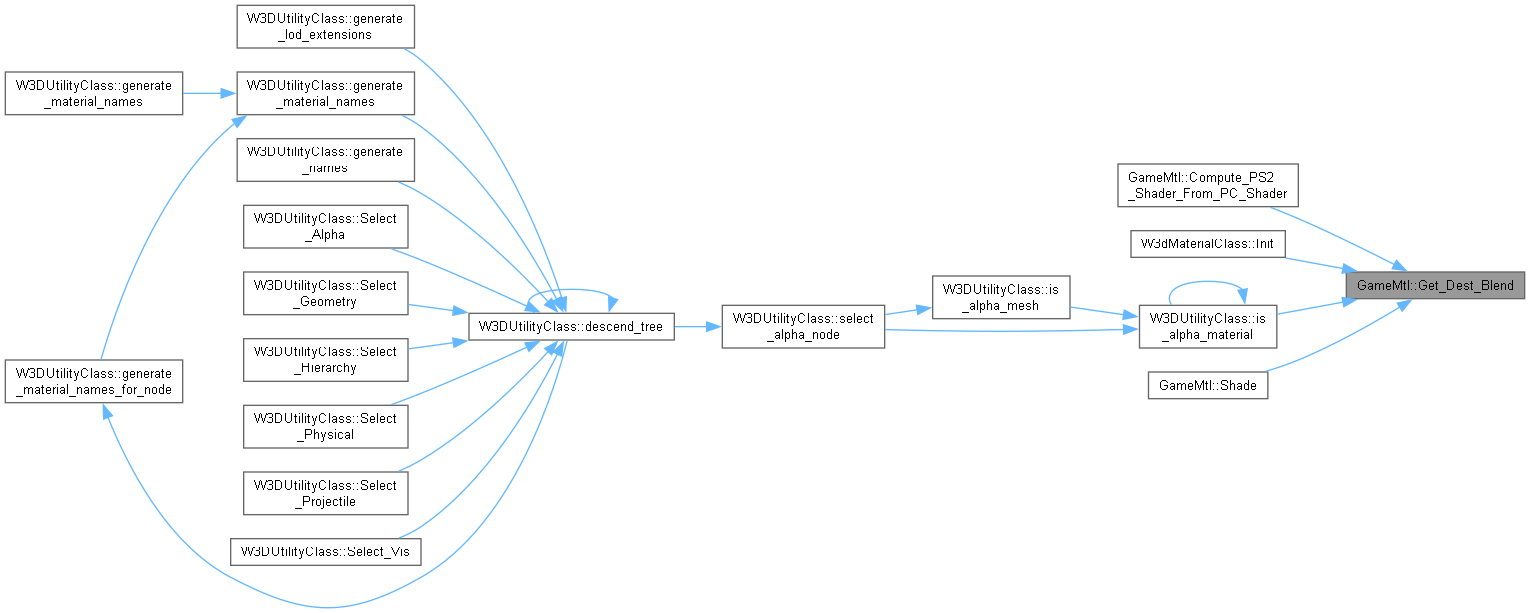 W3DUtilityClass::generate
_lod_extensions
W3DUtilityClass::generate
_material_names
W3DUtilityClass::generate
_material_names
W3DUtilityClass::generate
_names
W3DUtilityClass::Select
_Alpha
W3DUtilityClass::Select
_Geometry
W3DUtilityClass::Select
_Hierarchy
W3DUtilityClass::generate
_material_names_for_node
W3DUtilityClass::Select
_Physical
W3DUtilityClass::Select
_Projectile
W3DUtilityClass::Select_Vis
W3DUtilityClass::descend_tree
W3DUtilityClass::select
_alpha_node
W3DUtilityClass::is
_alpha_mesh
GameMtl::Compute_PS2
_Shader_From_PC_Shader
W3dMaterialClass::Init
W3DUtilityClass::is
_alpha_material
GameMtl::Shade
GameMtl::Get_Dest_Blend